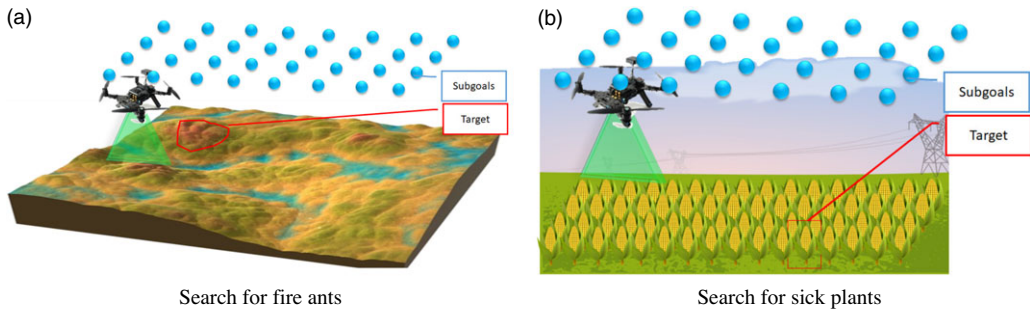 (a)
Subgoals
Target
Search for fire ants
(b)
Subgoals
Target
Search for sick plants